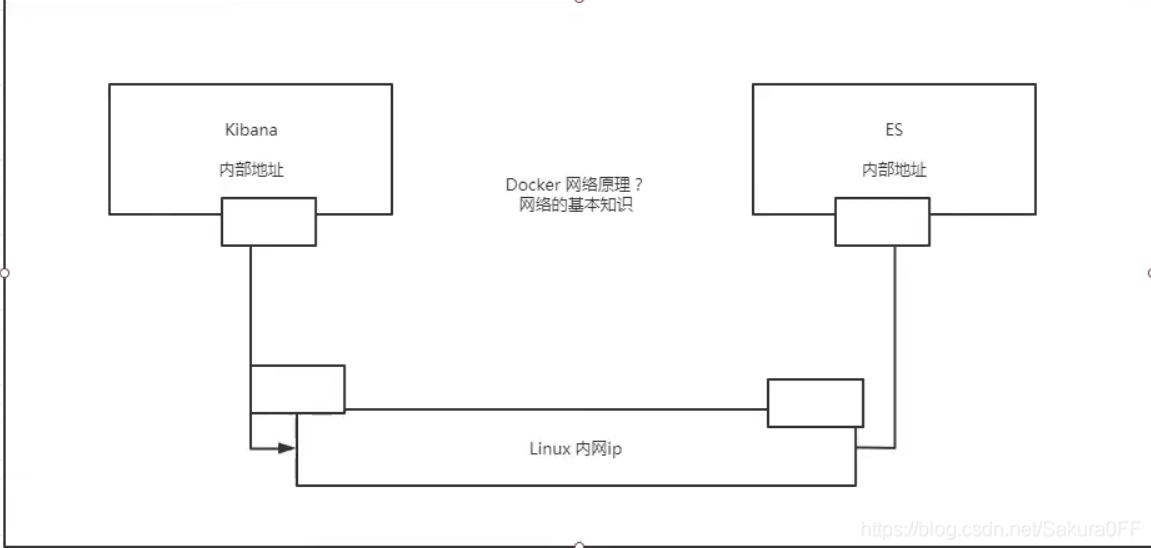 Kibana
内部地址
ES
内部地址
Docker 网络原理？
网络的基本知识
Linux 内网ip
https://blog.csdn.net/Sakura0FF